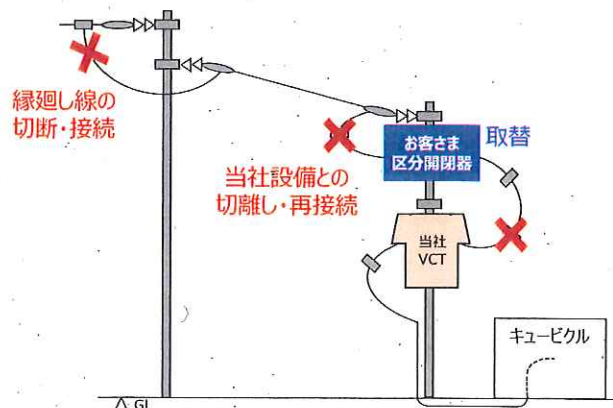 縁廻し線の
切断・接続
お客さま
区分開閉器
取替
当社設備との
切離し・再接続
当社
VCT
キュービクル
GL